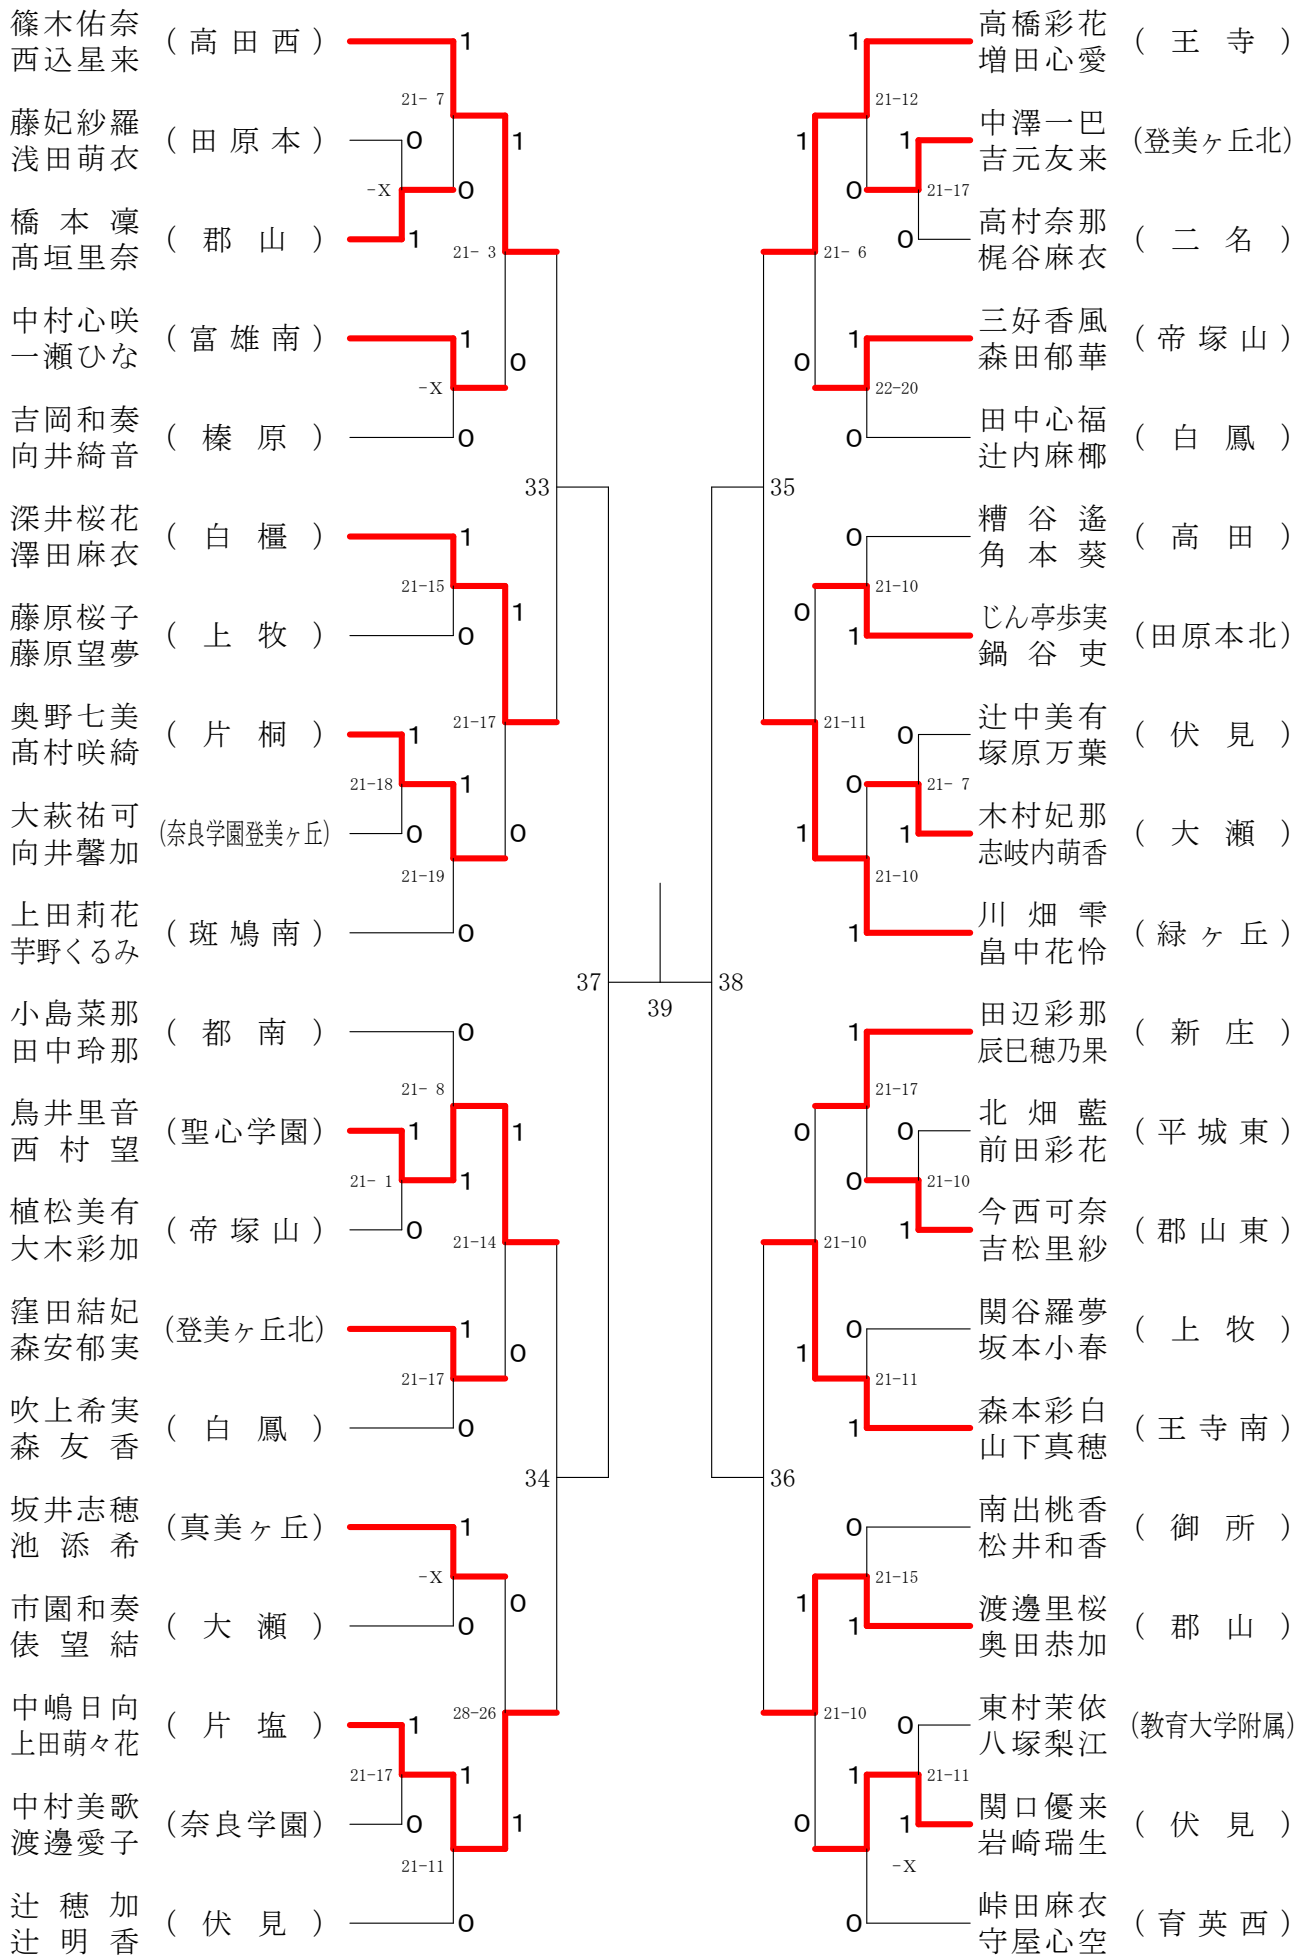 篠木佑奈
西込星来
(高田西)
1
21- 7
藤妃紗羅
浅田萌衣
(田原本)
0
1
-X
0
橋本凜
髙垣里奈
(郡山)
1
21- 3
中村心咲
一瀬ひな
(富雄南)
1
0
-X
吉岡和奏
向井綺音
(榛原)
0
33
深井桜花
澤田麻衣
(白橿)
1
21-15
1
藤原桜子
藤原望夢
(上牧)
0
21-17
奥野七美
髙村咲綺
(片桐)
1
21-18
1
大萩祐可
向井馨加
(奈良学園登美ヶ丘)
0
0
21-19
上田莉花
芋野くるみ
(斑鳩南)
0
37
小島菜那
田中玲那
(都南)
0
21- 8
鳥井里音
西村望
(聖心学園)
1
1
21- 1
1
植松美有
大木彩加
(帝塚山)
0
21-14
窪田結妃
森安郁実
(登美ヶ丘北)
1
0
21-17
吹上希実
森友香
(白鳳)
0
34
坂井志穂
池添希
(真美ヶ丘)
1
-X
0
市園和奏
俵望結
(大瀬)
0
28-26
中嶋日向
上田萌々花
(片塩)
1
21-17
1
中村美歌
渡邊愛子
(奈良学園)
0
1
21-11
辻穂加
辻明香
(伏見)
0
39
高橋彩花
増田心愛
(王寺)
1
21-12
中澤一巴
吉元友来
(登美ヶ丘北)
1
1
0
21-17
高村奈那
梶谷麻衣
(二名)
0
21- 6
三好香風
森田郁華
(帝塚山)
1
0
22-20
田中心福
辻内麻椰
(白鳳)
0
35
糟谷遙
角本葵
(高田)
0
21-10
0
じん亭歩実
鍋谷吏
(田原本北)
1
21-11
辻中美有
塚原万葉
(伏見)
0
0
21- 7
木村妃那
志岐内萌香
(大瀬)
1
1
21-10
川畑雫
畠中花怜
(緑ヶ丘)
1
38
田辺彩那
辰巳穂乃果
(新庄)
1
21-17
北畑藍
前田彩花
(平城東)
0
0
0
21-10
今西可奈
吉松里紗
(郡山東)
1
21-10
関谷羅夢
坂本小春
(上牧)
0
1
21-11
森本彩白
山下真穂
(王寺南)
1
36
南出桃香
松井和香
(御所)
0
21-15
1
渡邊里桜
奥田恭加
(郡山)
1
21-10
東村茉依
八塚梨江
(教育大学附属)
0
1
21-11
関口優来
岩崎瑞生
(伏見)
1
0
-X
峠田麻衣
守屋心空
(育英西)
0